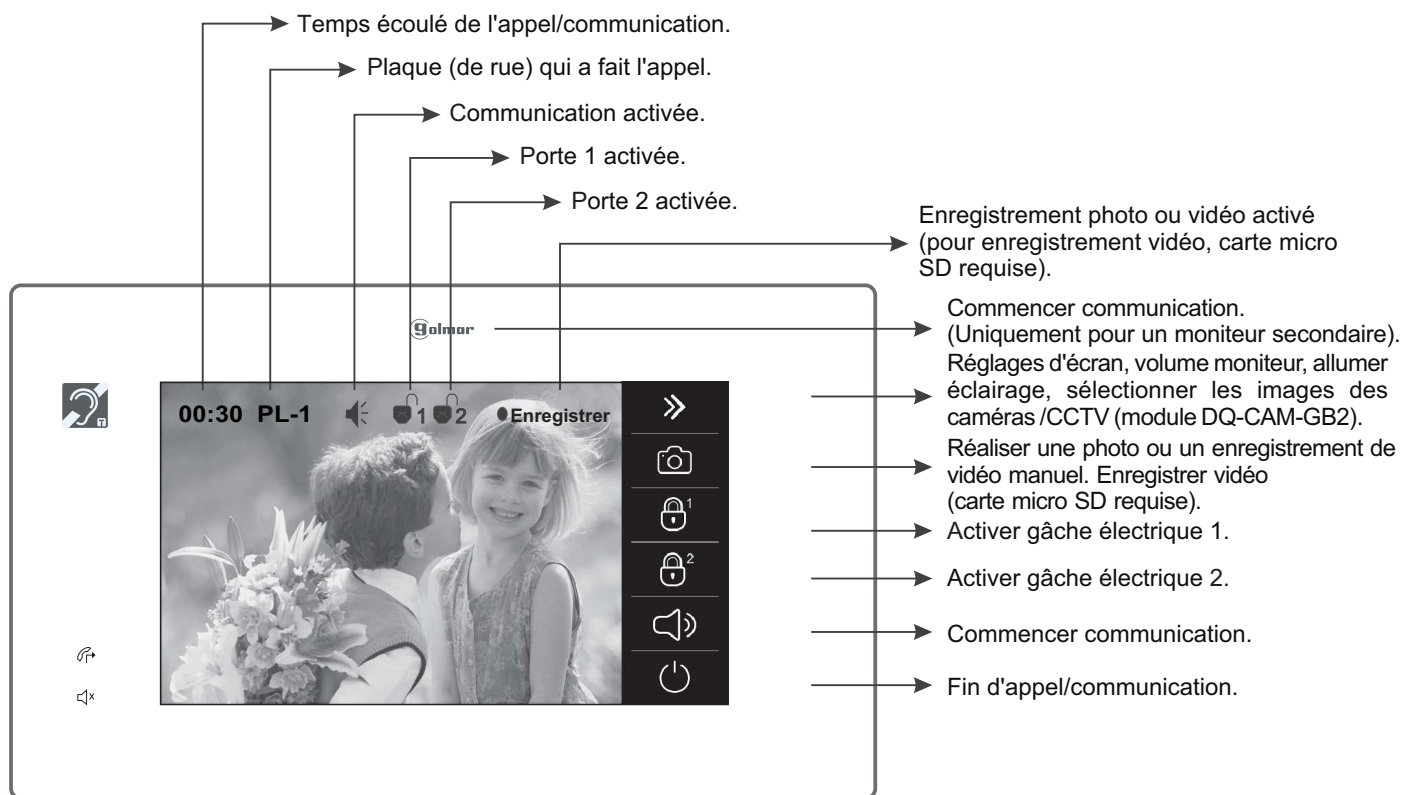 Temps écoulé de l'appel/communication.
Plaque (de rue) qui a fait l'appel.
Communication activée.
Porte 1 activée.
Porte 2 activée.
Enregistrement photo ou vidéo activé
(pour enregistrement vidéo, carte micro
SD requise).
golmar
Commencer communication.
(Uniquement pour un moniteur secondaire).
Réglages d'écran, volume moniteur, allumer
éclairage, sélectionner les images des
caméras /CCTV (module DQ-CAM-GB2).
Réaliser une photo ou un enregistrement de
vidéo manuel. Enregistrer vidéo
(carte micro SD requise).
Activer gâche électrique 1.
Activer gâche électrique 2.
Commencer communication.
Fin d'appel/communication.
T
00:30 PL-1 1 2 Enregistrer
1
2